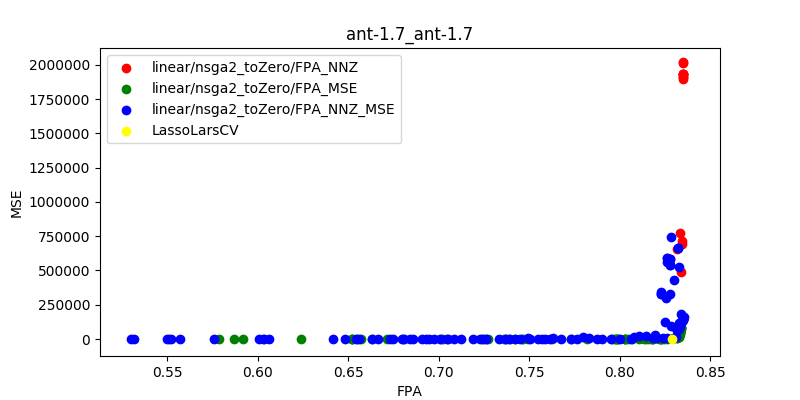 ant-1.7_ant-1.7
linear/nsga2_toZero/FPA_NNZ
linear/nsga2_toZero/FPA_MSE
linear/nsga2_toZero/FPA_NNZ_MSE
LassoLarsCV
MSE
2000000
1750000
1500000
1250000
1000000
750000
500000
250000
0
0.55 0.60 0.65 0.70 0.75 0.80 0.85
FPA